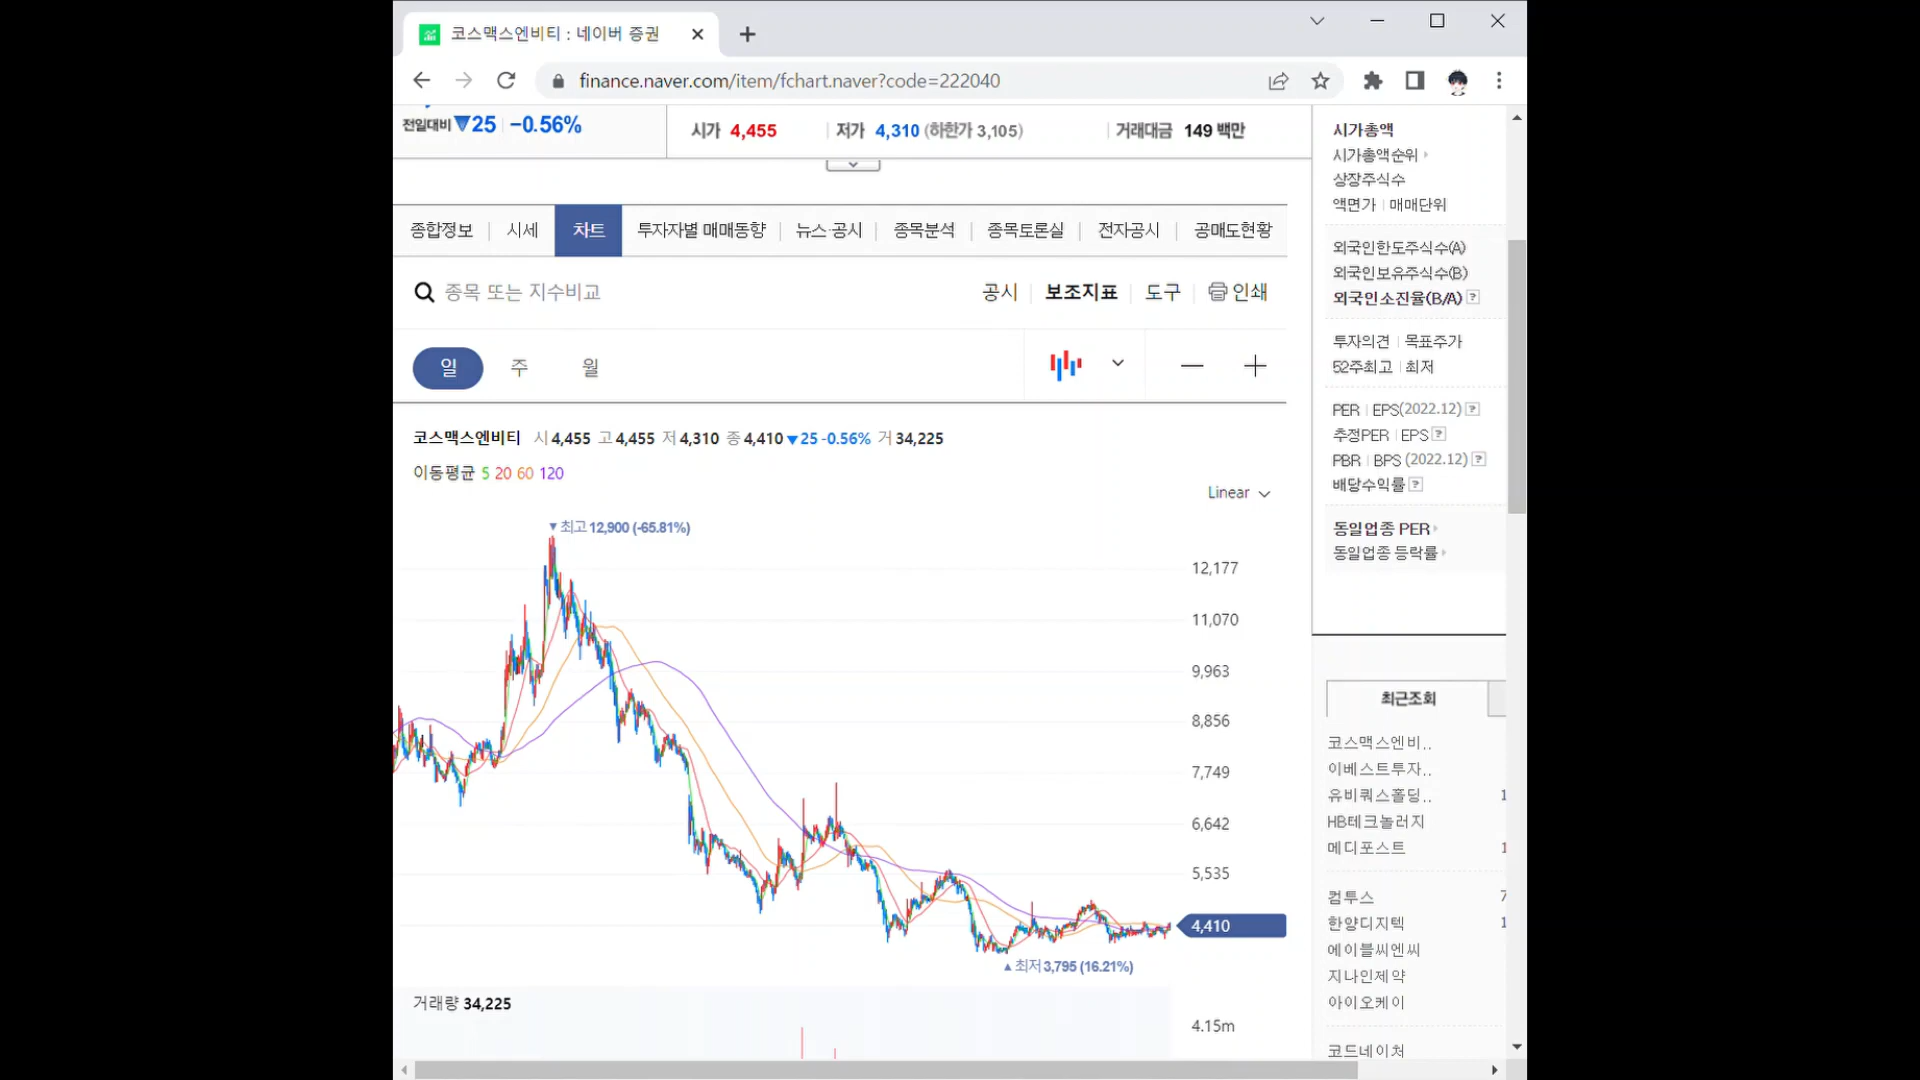 코스맥스엔비티 : 네이버 증권
finance.naver.com/item/fchart.naver?code=222040
전일대비 ▼25 −0.56%
시가 4,455
저가 4,310 (하한가 3,105)
거래대금 149 백만
종합정보
시세
차트
투자자별 매매동향
뉴스·공시
종목분석
종목토론실
전자공시
공매도현황
종목 또는 지수비교
공시
보조지표
도구
인쇄
일
주
월
코스맥스엔비티 시 4,455 고 4,455 저 4,310 종 4,410 ▼25 -0.56% 거 34,225
이동평균 5 20 60 120
Linear
▼최고 12,900 (-65.81%)
12,177
11,070
9,963
8,856
7,749
6,642
5,535
4,410
▲최저 3,795 (16.21%)
거래량 34,225
4.15m
시가총액
시가총액순위
상장주식수
액면가 | 매매단위
외국인한도주식수(A)
외국인보유주식수(B)
외국인소진율(B/A) ?
투자의견 | 목표주가
52주최고 | 최저
PER | EPS(2022.12) ?
추정PER | EPS ?
PBR | BPS (2022.12) ?
배당수익률 ?
동일업종 PER
동일업종 등락률
최근조회
코스맥스엔비..
이베스트투자..
유비쿼스홀딩.. 1
HB테크놀러지
메디포스트 1
컴투스 7
한양디지텍 1
에이블씨엔씨
지나인제약
아이오케이
코드네이처